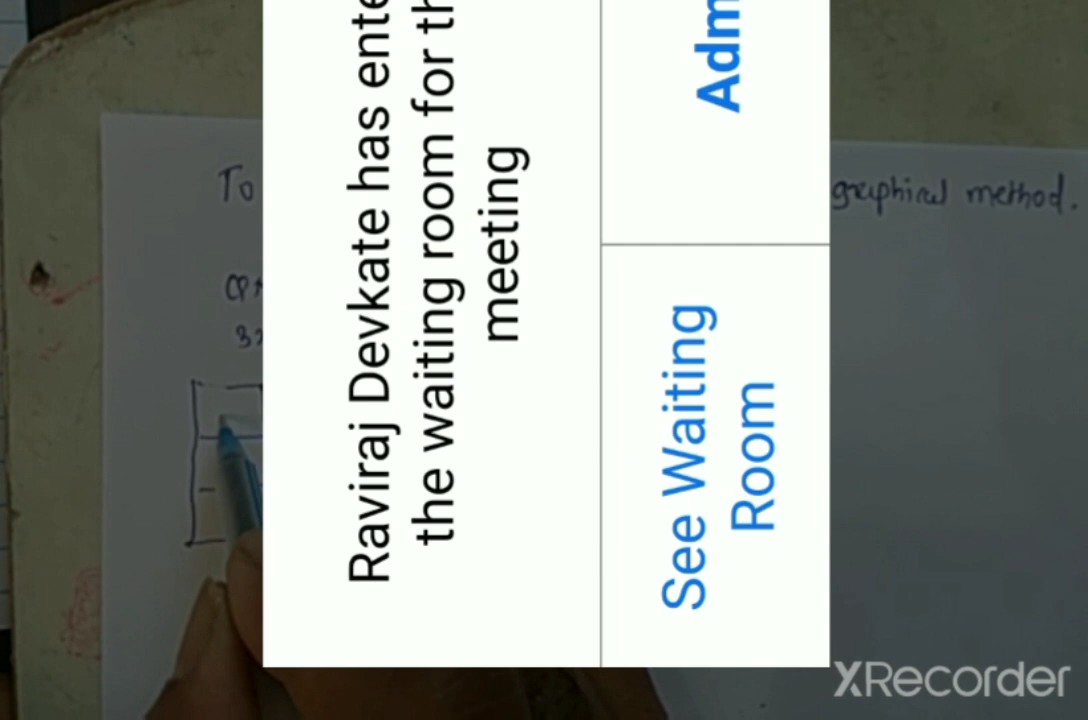 To
graphical method.
Raviraj Devkate has ente
the waiting room for th
meeting
See Waiting
Room
Adm
XRecorder